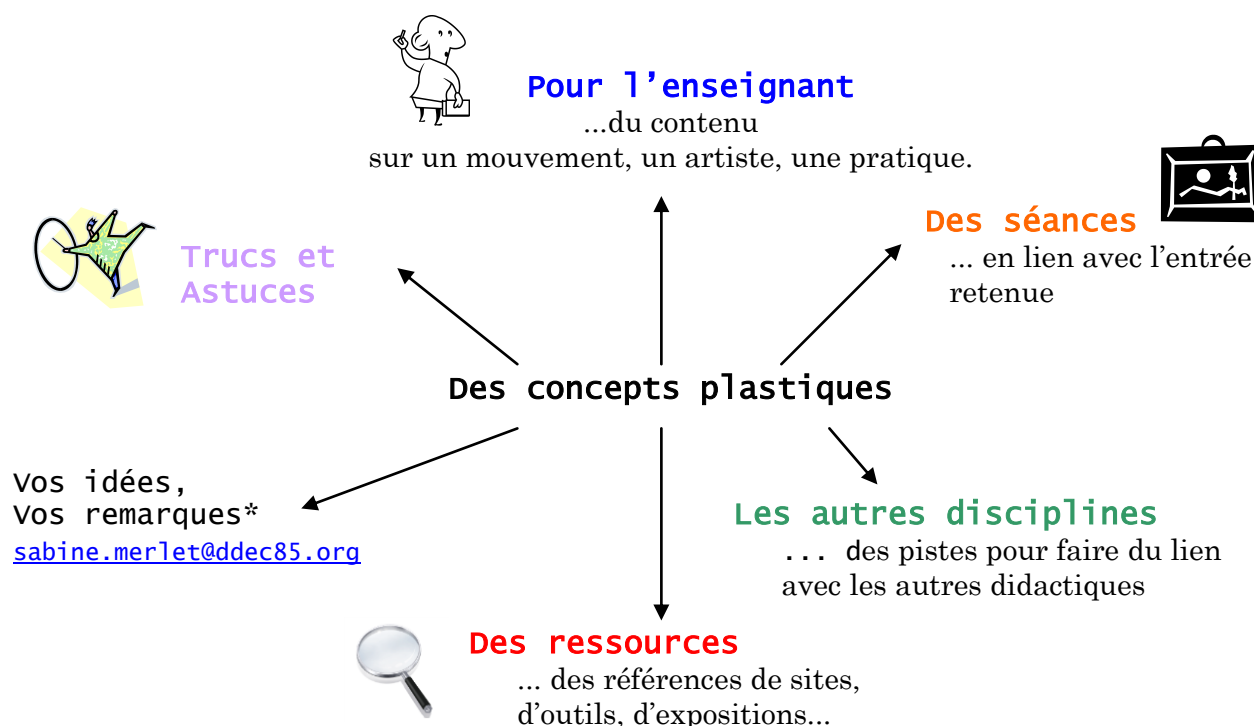 Pour l'enseignant
...du contenu
sur un mouvement, un artiste, une pratique.
Des séances
... en lien avec l'entrée
retenue
Trucs et
Astuces
Des concepts plastiques
Vos idées,
Vos remarques*
sabine.merlet@ddec85.org
Les autres disciplines
... des pistes pour faire du lien
avec les autres didactiques
Des ressources
... des références de sites,
d'outils, d'expositions...